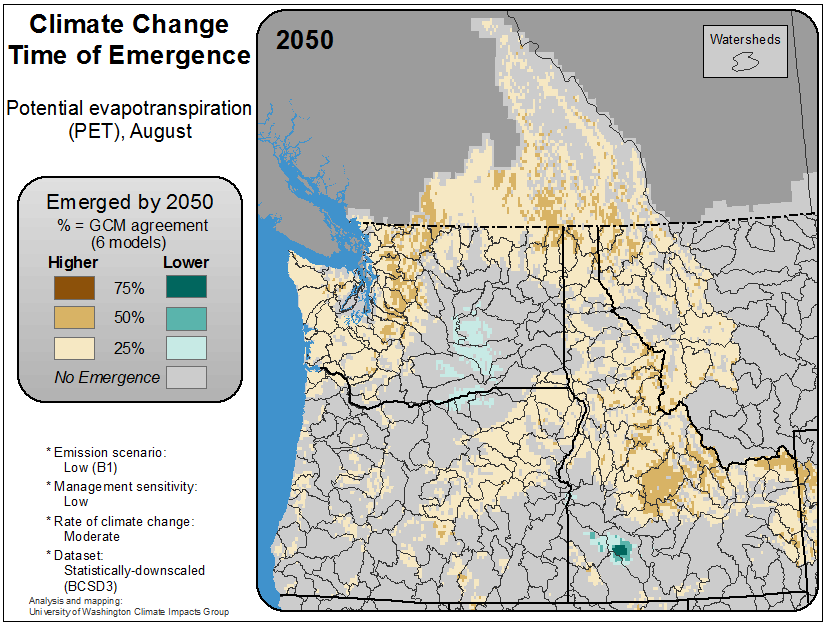 Climate Change
Time of Emergence
Potential evapotranspiration
(PET), August
Emerged by 2050
% = GCM agreement
(6 models)
Higher Lower
75%
50%
25%
No Emergence
* Emission scenario:
Low (B1)
* Management sensitivity:
Low
* Rate of climate change:
Moderate
* Dataset:
Statistically-downscaled
(BCSD3)
Analysis and mapping:
University of Washington Climate Impacts Group
2050
Watersheds